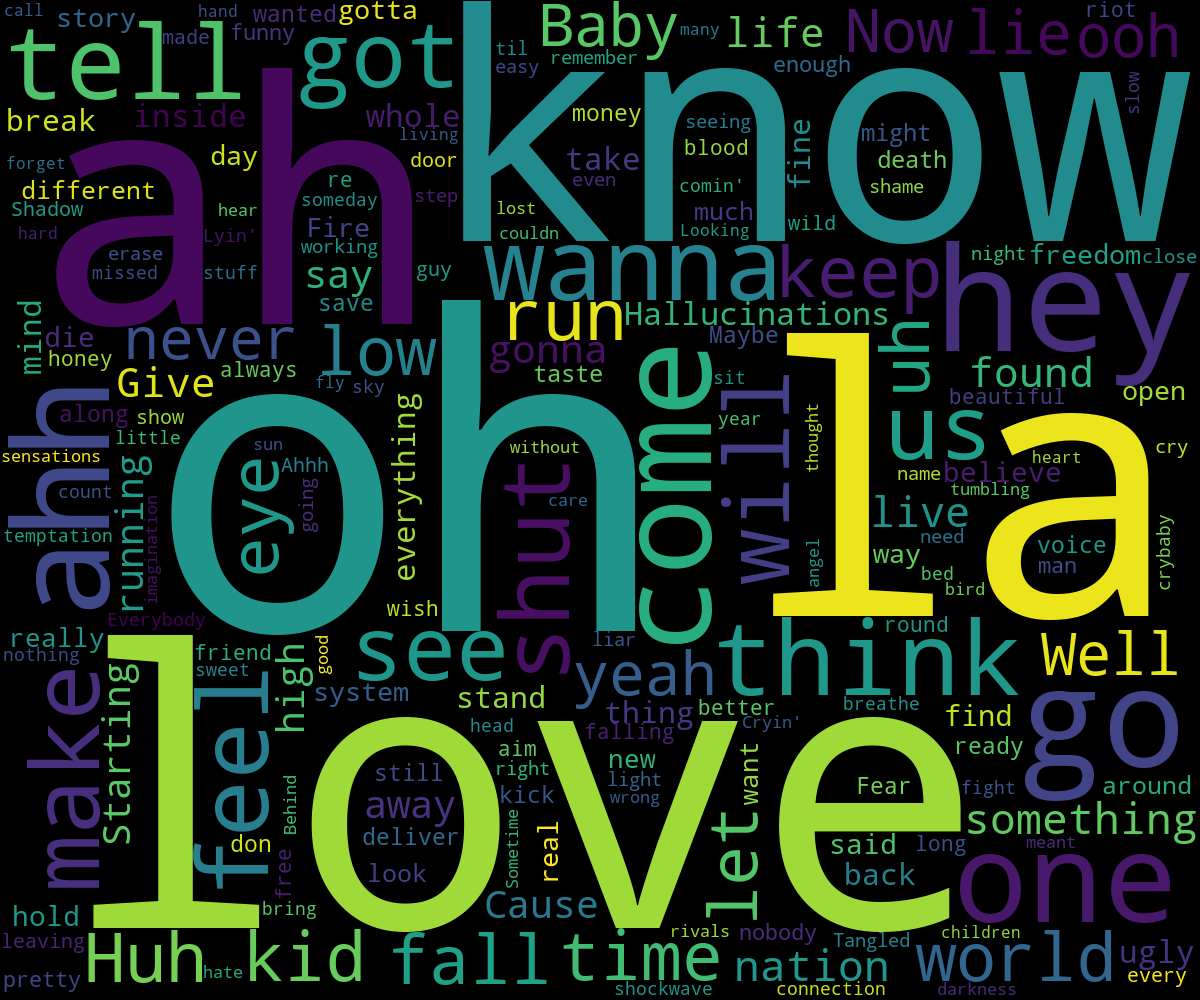 call
story
hand
wanted
gotta
made
funny
tell
got
know
til
easy
Baby
many
remember
life
enough
Now
lie
ooh
riot
slow
break
inside
whole
living
money
seeing
blood
fine
might
death
shame
forget
day
door
take
even
different
re
someday
step
comin'
Shadow
hear
ah
lost
much
wild
hard
Lyin'
Fire
working
couldn
Looking
erase
missed
stuff
say
guy
wanna
keep
hey
night
freedom
close
save
run
Hallucinations
mind
die
never
low
gonna
Maybe
uh
found
honey
Give
always
fly
sky
taste
sit
beautiful
open
ahh
along
show
little
oh
come
year
will
thought
la
us
sensations
sun
Ahhh
everything
without
name
believe
heart
cry
count
running
eye
going
shut
care
tumbling
live
temptation
imagination
need
voice
man
crybaby
angel
way
bed
bird
Everybody
wish
really
nothing
friend
sweet
good
see
liar
think
round
Well
make
starting
feel
high
system
stand
yeah
thing
better
breathe
go
love
head
falling
Cryin'
find
aim
right
new
light
wrong
want
ready
Behind
still
kick
Fear
fight
around
away
let
something
don
deliver
Sometime
real
said
long
meant
free
look
back
one
hold
bring
Cause
leaving
Huh
hate
kid
fall
time
rivals
nobody
children
Tangled
world
ugly
pretty
shockwave
nation
connection
darkness
every